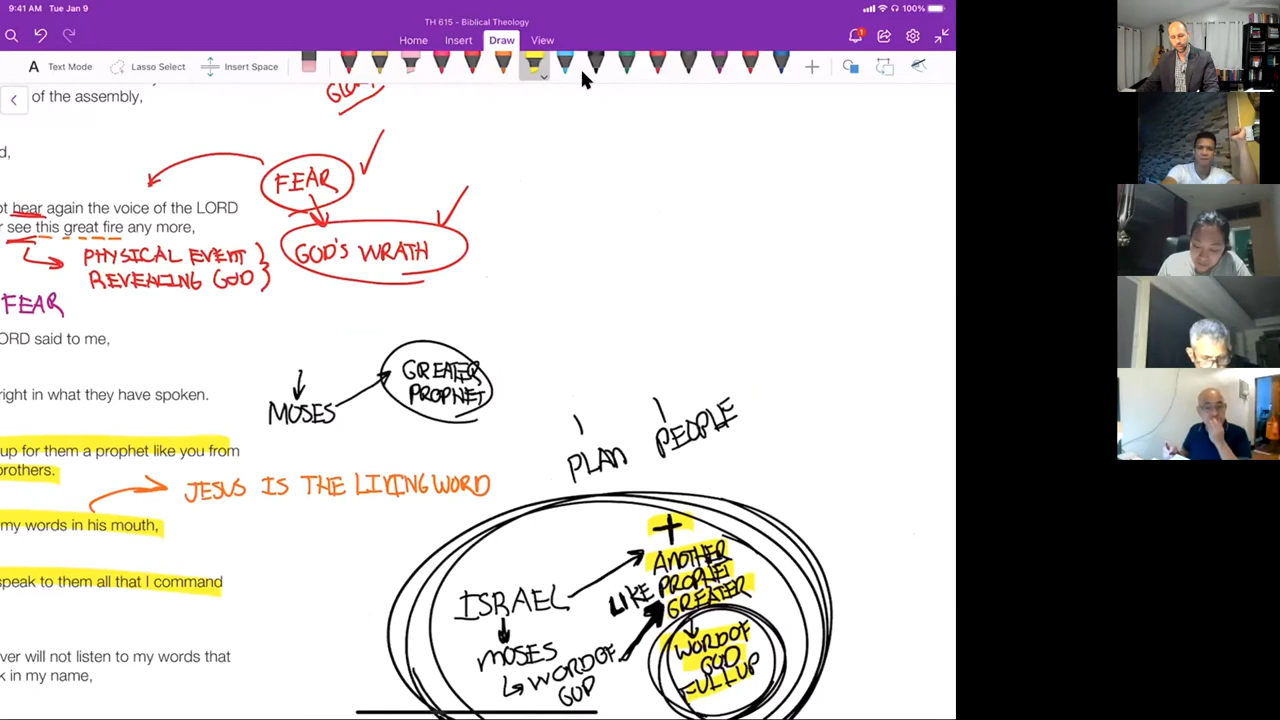 9:41 AM Tue Jan 9
100%
TH 615 - Biblical Theology
Home Insert Draw View
1
A Text Mode Lasso Select Insert Space
of the assembly,
d,
FEAR
hear again the voice of the LORD
see this great fire any more,
GOD'S WRATH
PHYSICAL EVENT }
REVEALING GOD }
FEAR
ORD said to me,
GREATER
PROPHET
right in what they have spoken.
MOSES
PLAN PEOPLE
up for them a prophet like you from
brothers.
JESUS IS THE LIVING WORD
my words in his mouth,
+
ANOTHER
LIKE PROPHET
GREATER
speak to them all that I command
ISRAEL
MOSES
WORD OF
GOD
WORD OF
GOD
ver will not listen to my words that
k in my name,